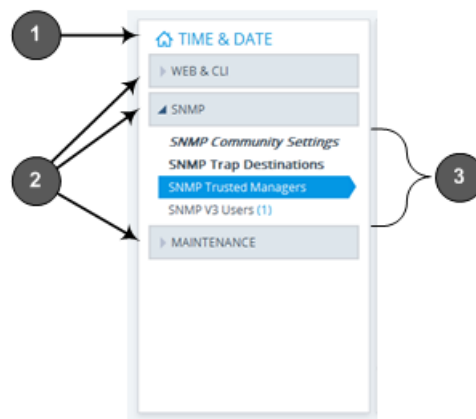 1
TIME & DATE
WEB & CLI
SNMP
SNMP Community Settings
SNMP Trap Destinations
2
3
SNMP Trusted Managers
SNMP V3 Users (1)
MAINTENANCE